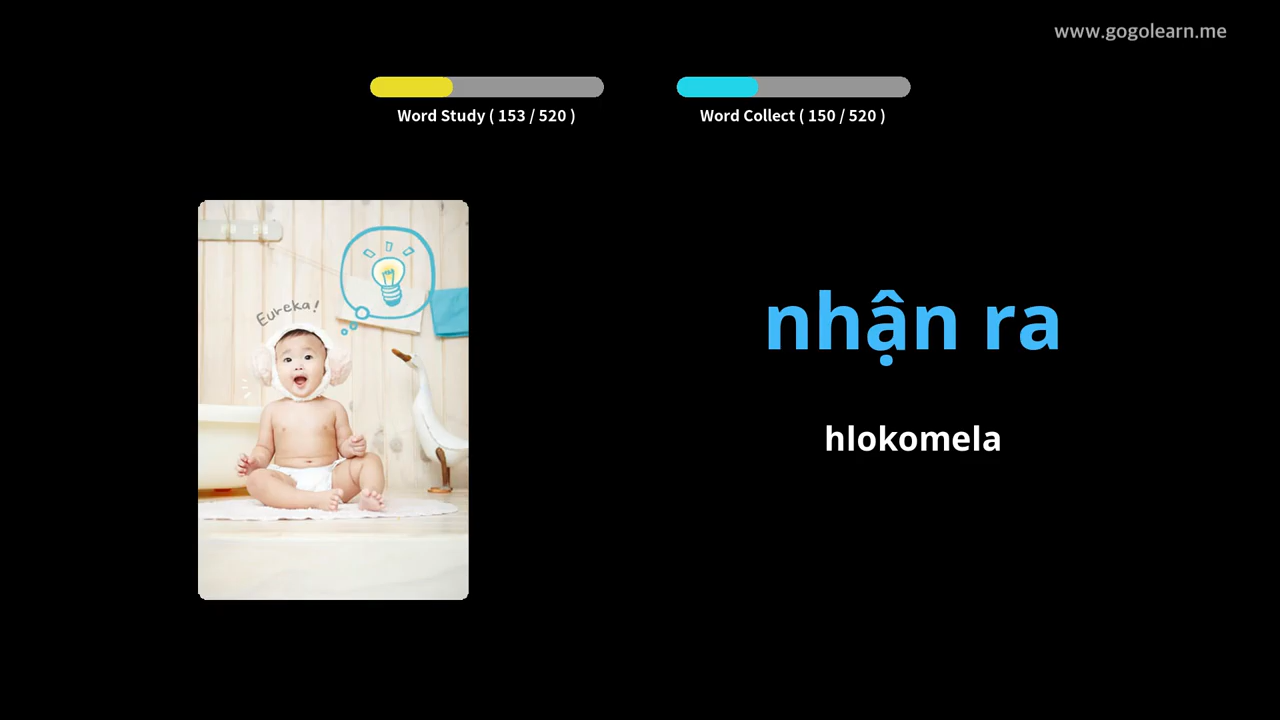 www.gogolearn.me
Word Study ( 153 / 520 )
Word Collect ( 150 / 520 )
Eureka!
nhận ra
hlokomela